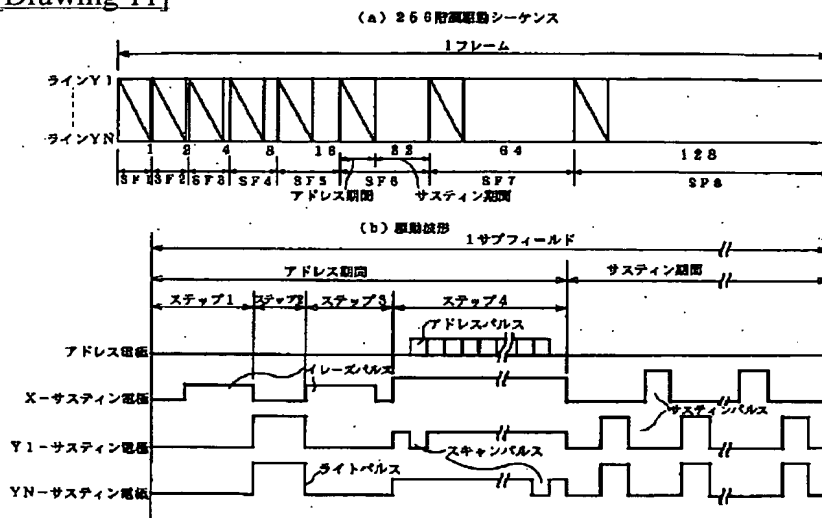 [Drawing 11]
(a) 256階調駆動シーケンス
1フレーム
ラインY1
ラインYN
1 2 4 8 16 32 64 128
SF1 SF2 SF3 SF4 SF5 SF6 SF7 SF8
アドレス期間 サスティン期間
(b) 駆動波形
1サブフィールド
アドレス期間 サスティン期間
ステップ1 ステップ2 ステップ3 ステップ4
アドレスパルス
アドレス電極
イレーズパルス
X-サスティン電極
サスティンパルス
Y1-サスティン電極
スキャンパルス
ライトパルス
YN-サスティン電極